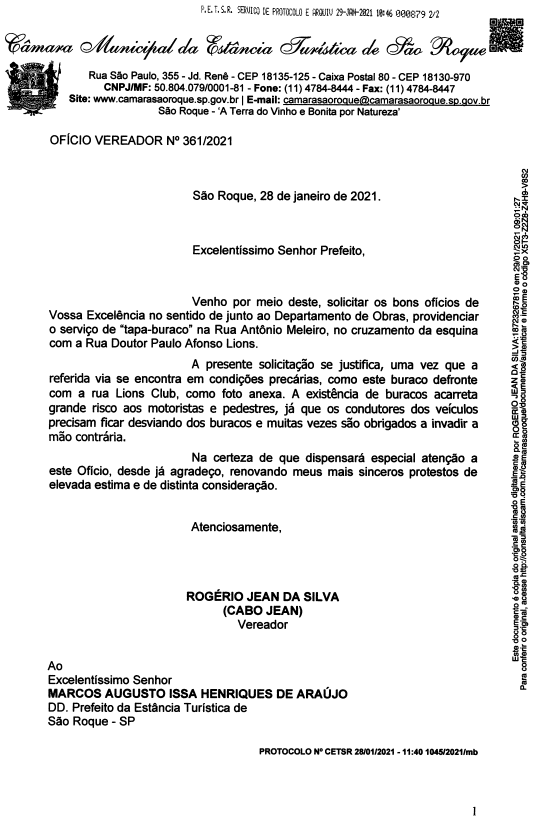 P.E.T.S.R. SERVIÇO DE PROTOCOLO E ARQUIV 29-JAN-2021 10:46 000879 2/2
Câmara Municipal da Estância Turística de São Roque
Rua São Paulo, 355 - Jd. Renê - CEP 18135-125 - Caixa Postal 80 - CEP 18130-970
CNPJ/MF: 50.804.079/0001-81 - Fone: (11) 4784-8444 - Fax: (11) 4784-8447
Site: www.camarasaoroque.sp.gov.br | E-mail: camarasaoroque@camarasaoroque.sp.gov.br
São Roque - 'A Terra do Vinho e Bonita por Natureza'
OFÍCIO VEREADOR Nº 361/2021
São Roque, 28 de janeiro de 2021.
Excelentíssimo Senhor Prefeito,
Venho por meio deste, solicitar os bons ofícios de
Vossa Excelência no sentido de junto ao Departamento de Obras, providenciar
o serviço de “tapa-buraco” na Rua Antônio Meleiro, no cruzamento da esquina
com a Rua Doutor Paulo Afonso Lions.
A presente solicitação se justifica, uma vez que a
referida via se encontra em condições precárias, como este buraco defronte
com a rua Lions Club, como foto anexa. A existência de buracos acarreta
grande risco aos motoristas e pedestres, já que os condutores dos veículos
precisam ficar desviando dos buracos e muitas vezes são obrigados a invadir a
mão contrária.
Na certeza de que dispensará especial atenção a
este Ofício, desde já agradeço, renovando meus mais sinceros protestos de
elevada estima e de distinta consideração.
Atenciosamente,
ROGÉRIO JEAN DA SILVA
(CABO JEAN)
Vereador
Ao
Excelentíssimo Senhor
MARCOS AUGUSTO ISSA HENRIQUES DE ARAÚJO
DD. Prefeito da Estância Turística de
São Roque - SP
PROTOCOLO Nº CETSR 28/01/2021 - 11:40 1045/2021/mb
1
Este documento é cópia do original assinado digitalmente por ROGÉRIO JEAN DA SILVA:18723267810 em 29/01/2021 09:01:27
Para conferir o original, acesse http://consulta.siscam.com.br/camarasaoroque/documentos/autenticar e informe o código X5T3-Z2Z8-Z4H9-V8S2